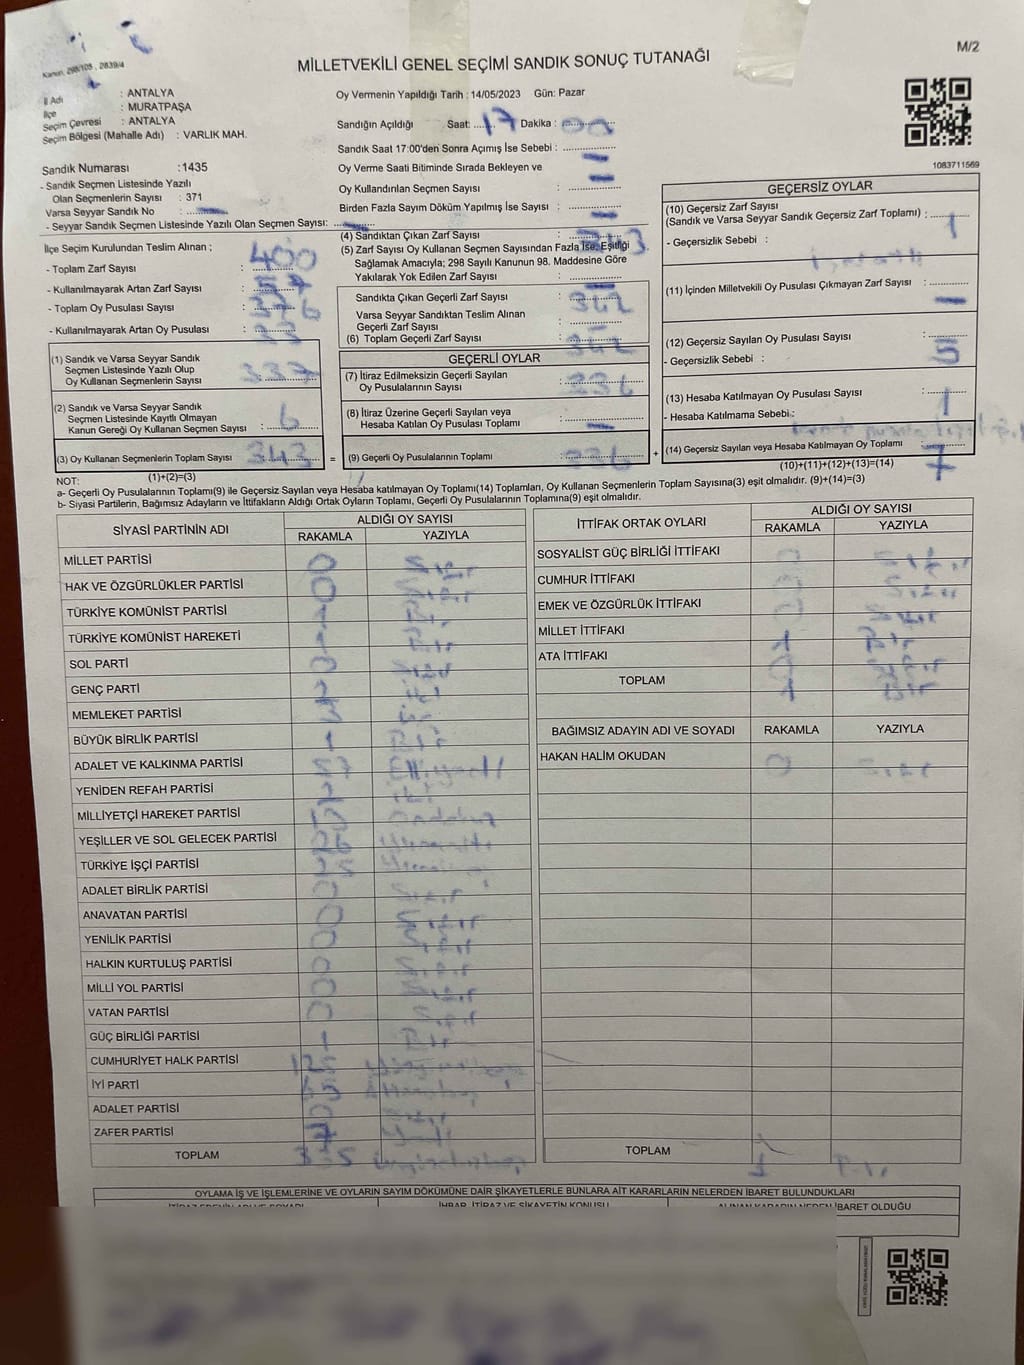 Kanun, 298/105 , 2839/4
M/2
MİLLETVEKİLİ GENEL SEÇİMİ SANDIK SONUÇ TUTANAĞI
İl Adı : ANTALYA
İlçe : MURATPAŞA
Seçim Çevresi : ANTALYA
Seçim Bölgesi (Mahalle Adı) : VARLIK MAH.
Sandık Numarası :1435
- Sandık Seçmen Listesinde Yazılı
Olan Seçmenlerin Sayısı : 371
Varsa Seyyar Sandık No :
- Seyyar Sandık Seçmen Listesinde Yazılı Olan Seçmen Sayısı:
Oy Vermenin Yapıldığı Tarih : 14/05/2023 Gün: Pazar
Sandığın Açıldığı Saat: 17 Dakika : 00
Sandık Saat 17:00'den Sonra Açımış İse Sebebi : -
Oy Verme Saati Bitiminde Sırada Bekleyen ve
Oy Kullandırılan Seçmen Sayısı : -
Birden Fazla Sayım Döküm Yapılmış İse Sayısı : -
1083711569
İlçe Seçim Kurulundan Teslim Alınan ;
- Toplam Zarf Sayısı : 400
- Kullanılmayarak Artan Zarf Sayısı : 57
- Toplam Oy Pusulası Sayısı : 376
- Kullanılmayarak Artan Oy Pusulası : 33
(1) Sandık ve Varsa Seyyar Sandık
Seçmen Listesinde Yazılı Olup
Oy Kullanan Seçmenlerin Sayısı : 337
(2) Sandık ve Varsa Seyyar Sandık
Seçmen Listesinde Kayıtlı Olmayan
Kanun Gereği Oy Kullanan Seçmen Sayısı : 6
(3) Oy Kullanan Seçmenlerin Toplam Sayısı : 343
(1)+(2)=(3)
(4) Sandıktan Çıkan Zarf Sayısı : 343
(5) Zarf Sayısı Oy Kullanan Seçmen Sayısından Fazla İse, Eşitliği
Sağlamak Amacıyla; 298 Sayılı Kanunun 98. Maddesine Göre
Yakılarak Yok Edilen Zarf Sayısı : -
Sandıkta Çıkan Geçerli Zarf Sayısı : 342
Varsa Seyyar Sandıktan Teslim Alınan
Geçerli Zarf Sayısı :
(6) Toplam Geçerli Zarf Sayısı : 342
GEÇERLİ OYLAR
(7) İtiraz Edilmeksizin Geçerli Sayılan
Oy Pusulalarının Sayısı : 336
(8) İtiraz Üzerine Geçerli Sayılan veya
Hesaba Katılan Oy Pusulası Toplamı : -
= (9) Geçerli Oy Pusulalarının Toplamı : 336 +
GEÇERSİZ OYLAR
(10) Geçersiz Zarf Sayısı
(Sandık ve Varsa Seyyar Sandık Geçersiz Zarf Toplamı) : 1
- Geçersizlik Sebebi :
(11) İçinden Milletvekili Oy Pusulası Çıkmayan Zarf Sayısı : -
(12) Geçersiz Sayılan Oy Pusulası Sayısı : 5
- Geçersizlik Sebebi :
(13) Hesaba Katılmayan Oy Pusulası Sayısı : 1
- Hesaba Katılmama Sebebi :
(14) Geçersiz Sayılan veya Hesaba Katılmayan Oy Toplamı : 7
(10)+(11)+(12)+(13)=(14)
NOT:
a- Geçerli Oy Pusulalarının Toplamı(9) ile Geçersiz Sayılan veya Hesaba katılmayan Oy Toplamı(14) Toplamları, Oy Kullanan Seçmenlerin Toplam Sayısına(3) eşit olmalıdır. (9)+(14)=(3)
b- Siyasi Partilerin, Bağımsız Adayların ve İttifakların Aldığı Ortak Oyların Toplamı, Geçerli Oy Pusulalarının Toplamına(9) eşit olmalıdır.
SİYASİ PARTİNİN ADI ALDIĞI OY SAYISI
RAKAMLA YAZIYLA
MİLLET PARTİSİ 0 Sıfır
HAK VE ÖZGÜRLÜKLER PARTİSİ 0 Sıfır
TÜRKİYE KOMÜNİST PARTİSİ 1 Bir
TÜRKİYE KOMÜNİST HAREKETİ 1 Bir
SOL PARTİ 0 Sıfır
GENÇ PARTİ 2 iki
MEMLEKET PARTİSİ
BÜYÜK BİRLİK PARTİSİ 1 Bir
ADALET VE KALKINMA PARTİSİ 57 Elliyedi
YENİDEN REFAH PARTİSİ 2 iki
MİLLİYETÇİ HAREKET PARTİSİ
YEŞİLLER VE SOL GELECEK PARTİSİ 26
TÜRKİYE İŞÇİ PARTİSİ
ADALET BİRLİK PARTİSİ 0 Sıfır
ANAVATAN PARTİSİ 0 Sıfır
YENİLİK PARTİSİ 0 Sıfır
HALKIN KURTULUŞ PARTİSİ 0 Sıfır
MİLLİ YOL PARTİSİ 0 Sıfır
VATAN PARTİSİ 0 Sıfır
GÜÇ BİRLİĞİ PARTİSİ 1 Bir
CUMHURİYET HALK PARTİSİ
İYİ PARTİ
ADALET PARTİSİ 0 Sıfır
ZAFER PARTİSİ 7 Yedi
TOPLAM 335
İTTİFAK ORTAK OYLARI ALDIĞI OY SAYISI
RAKAMLA YAZIYLA
SOSYALİST GÜÇ BİRLİĞİ İTTİFAKI 0 Sıfır
CUMHUR İTTİFAKI 0 Sıfır
EMEK VE ÖZGÜRLÜK İTTİFAKI 0 Sıfır
MİLLET İTTİFAKI 1 Bir
ATA İTTİFAKI 0 Sıfır
TOPLAM 1 Bir
BAĞIMSIZ ADAYIN ADI VE SOYADI RAKAMLA YAZIYLA
HAKAN HALİM OKUDAN 0 Sıfır
TOPLAM 1 Bir
OYLAMA İŞ VE İŞLEMLERİNE VE OYLARIN SAYIM DÖKÜMÜNE DAİR ŞİKAYETLERLE BUNLARA AİT KARARLARIN NELERDEN İBARET BULUNDUKLARI
İHBAR, İTİRAZ VE ŞİKAYETİN KONUSU
İBARET OLDUĞU